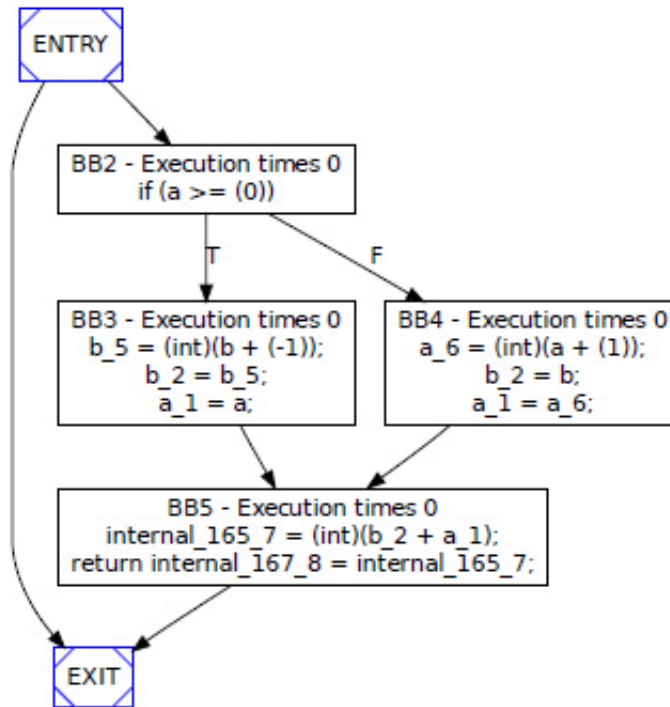 ENTRY
BB2 - Execution times 0
if (a >= (0))
T
F
BB3 - Execution times 0
b_5 = (int)(b + (-1));
b_2 = b_5;
a_1 = a;
BB4 - Execution times 0
a_6 = (int)(a + (1));
b_2 = b;
a_1 = a_6;
BB5 - Execution times 0
internal_165_7 = (int)(b_2 + a_1);
return internal_167_8 = internal_165_7;
EXIT